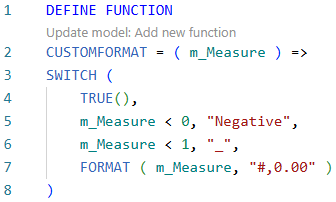 1 DEFINE FUNCTION
Update model: Add new function
2 CUSTOMFORMAT = ( m_Measure ) =>
3 SWITCH (
4 TRUE(),
5 m_Measure < 0, "Negative",
6 m_Measure < 1, "_",
7 FORMAT ( m_Measure, "#,0.00" )
8 )